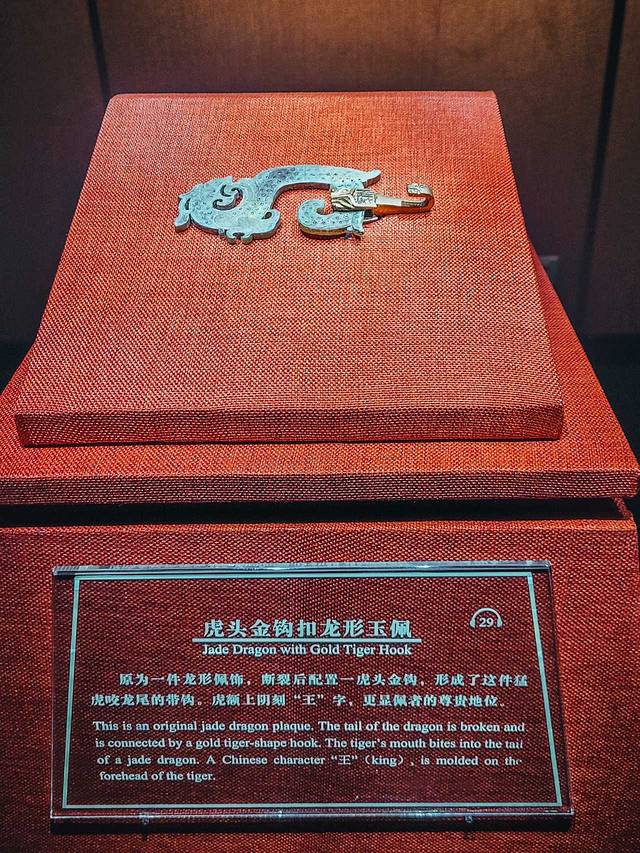 虎头金钩扣龙形玉佩
29
Jade Dragon with Gold Tiger Hook
原为一件龙形佩饰，断裂后配置一虎头金钩，形成了这件猛
虎咬龙尾的带钩。虎额上阴刻“王”字，更显佩者的尊贵地位。
This is an original jade dragon plaque. The tail of the dragon is broken and
is connected by a gold tiger-shape hook. The tiger's mouth bites into the tail
of a jade dragon. A Chinese character “王”（king）, is molded on the
forehead of the tiger.